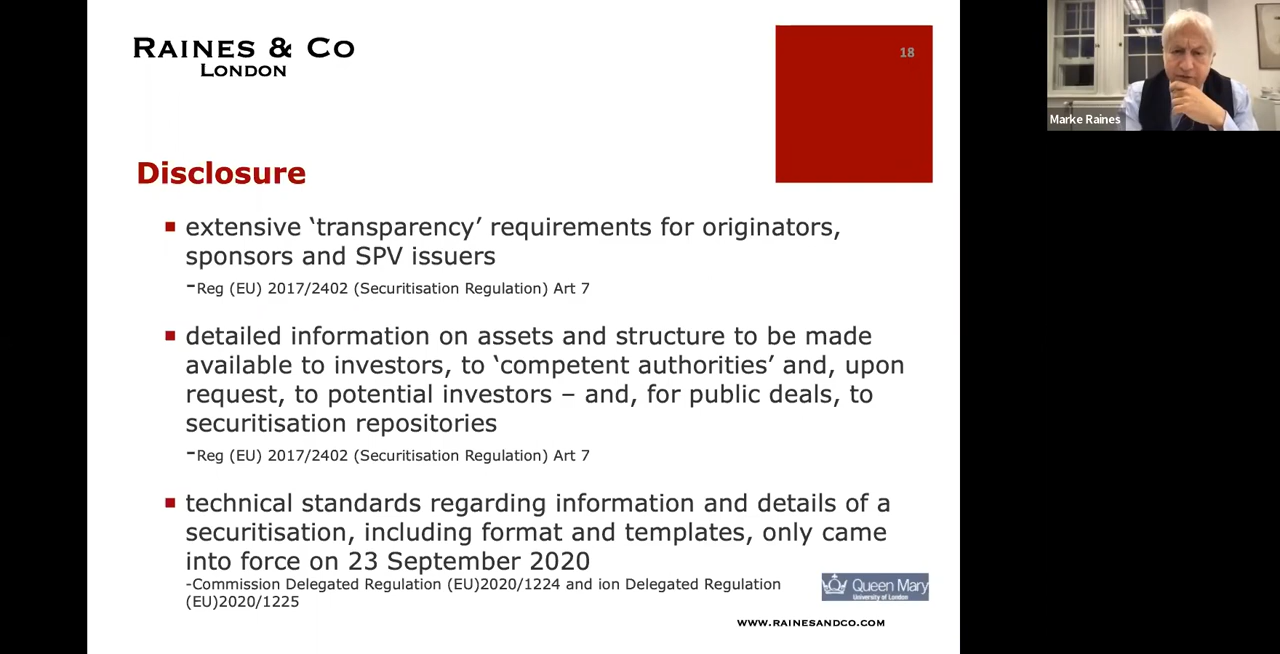 RAINES & CO
LONDON
18
Marke Raines
Disclosure
extensive ‘transparency’ requirements for originators,
sponsors and SPV issuers
-Reg (EU) 2017/2402 (Securitisation Regulation) Art 7
detailed information on assets and structure to be made
available to investors, to ‘competent authorities’ and, upon
request, to potential investors – and, for public deals, to
securitisation repositories
-Reg (EU) 2017/2402 (Securitisation Regulation) Art 7
technical standards regarding information and details of a
securitisation, including format and templates, only came
into force on 23 September 2020
-Commission Delegated Regulation (EU)2020/1224 and ion Delegated Regulation
(EU)2020/1225
Queen Mary
University of London
WWW.RAINESANDCO.COM